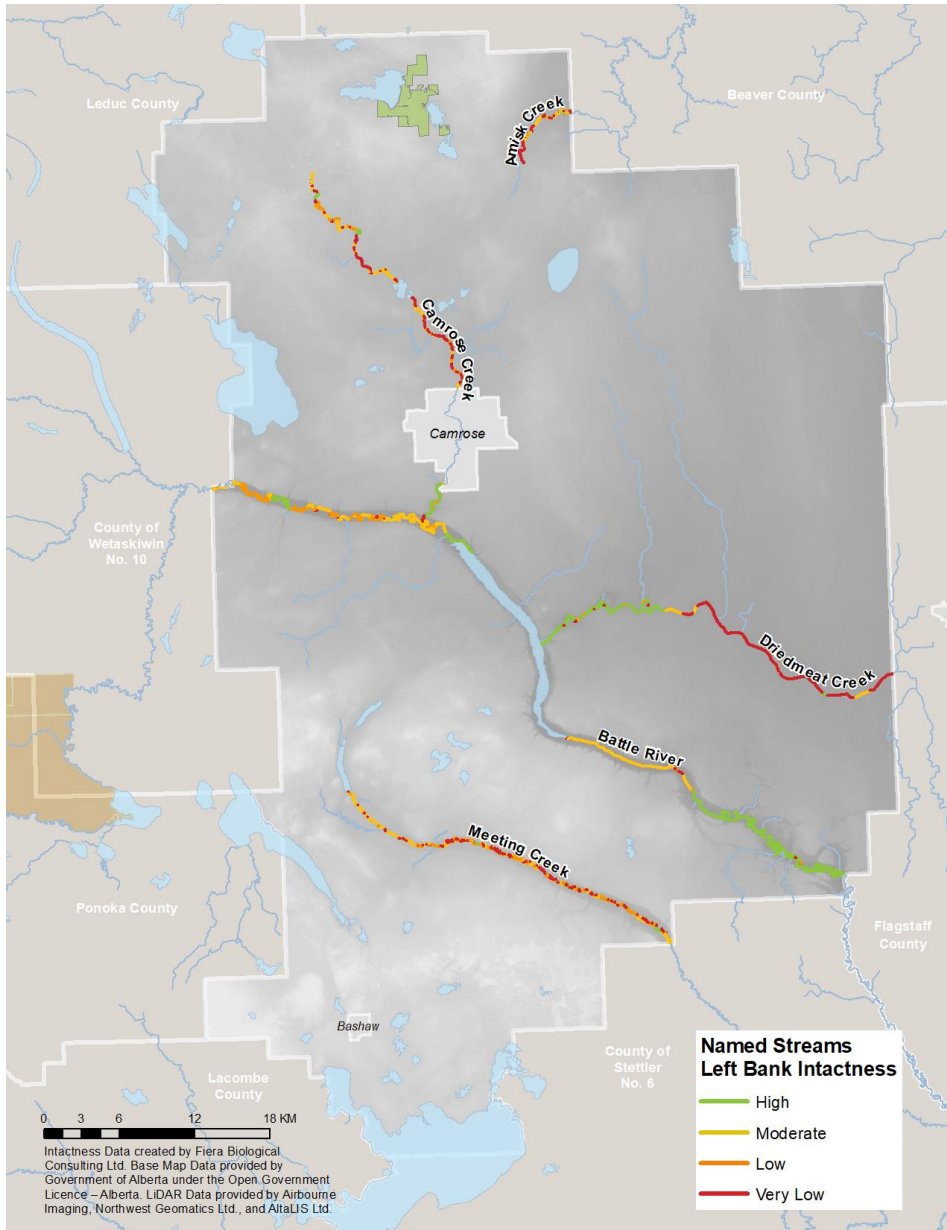 Leduc County
Beaver County
Amisk Creek
Camrose Creek
Camrose
County of
Wetaskiwin
No. 10
Driedmeat Creek
Battle River
Meeting Creek
Ponoka County
Flagstaff
County
Bashaw
County of
Stettler
No. 6
Lacombe
County
Named Streams
Left Bank Intactness
High
Moderate
Low
Very Low
0 3 6 12 18 KM
Intactness Data created by Fiera Biological
Consulting Ltd. Base Map Data provided by
Government of Alberta under the Open Government
Licence – Alberta. LiDAR Data provided by Airbourne
Imaging, Northwest Geomatics Ltd., and AltaLIS Ltd.